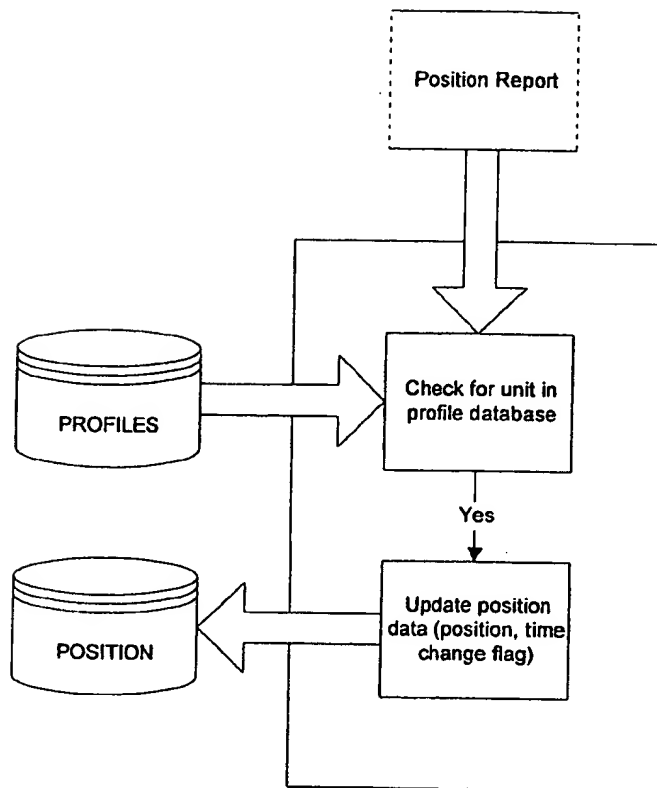 Position Report
Check for unit in
profile database
PROFILES
Yes
Update position
data (position, time
change flag)
POSITION